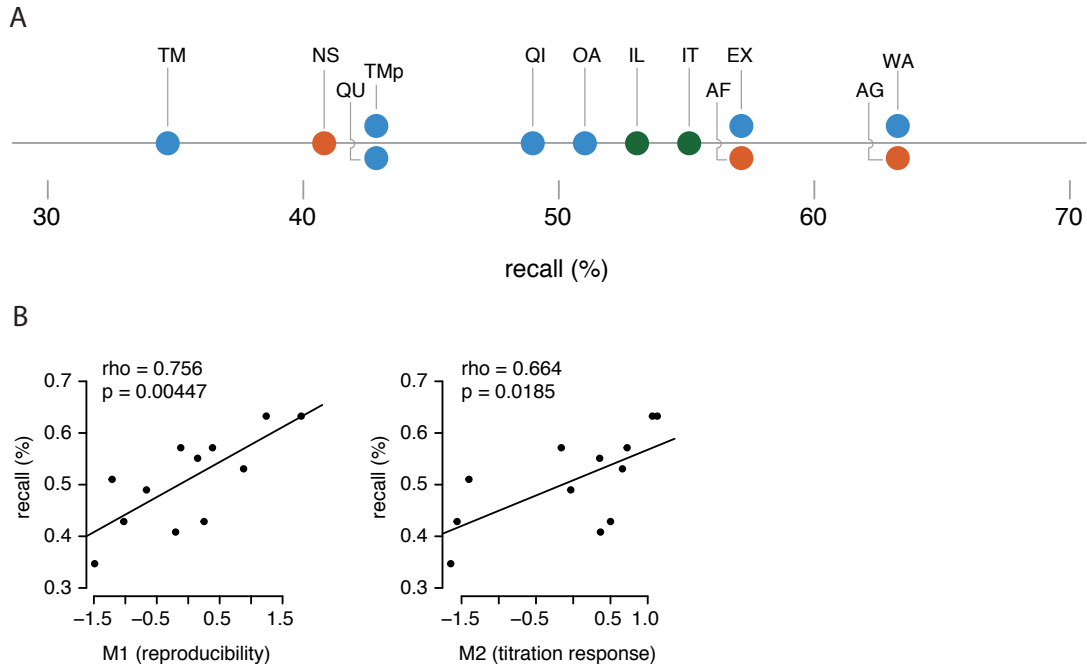 A
TM NS QU TMp QI OA IL IT AF EX AG WA
30 40 50 60 70
recall (%)
B
rho = 0.756
p = 0.00447
0.7
0.6
0.5
0.4
0.3
recall (%)
−1.5 −0.5 0.5 1.5
M1 (reproducibility)
rho = 0.664
p = 0.0185
0.7
0.6
0.5
0.4
0.3
recall (%)
−1.5 −0.5 0.5 1.0
M2 (titration response)